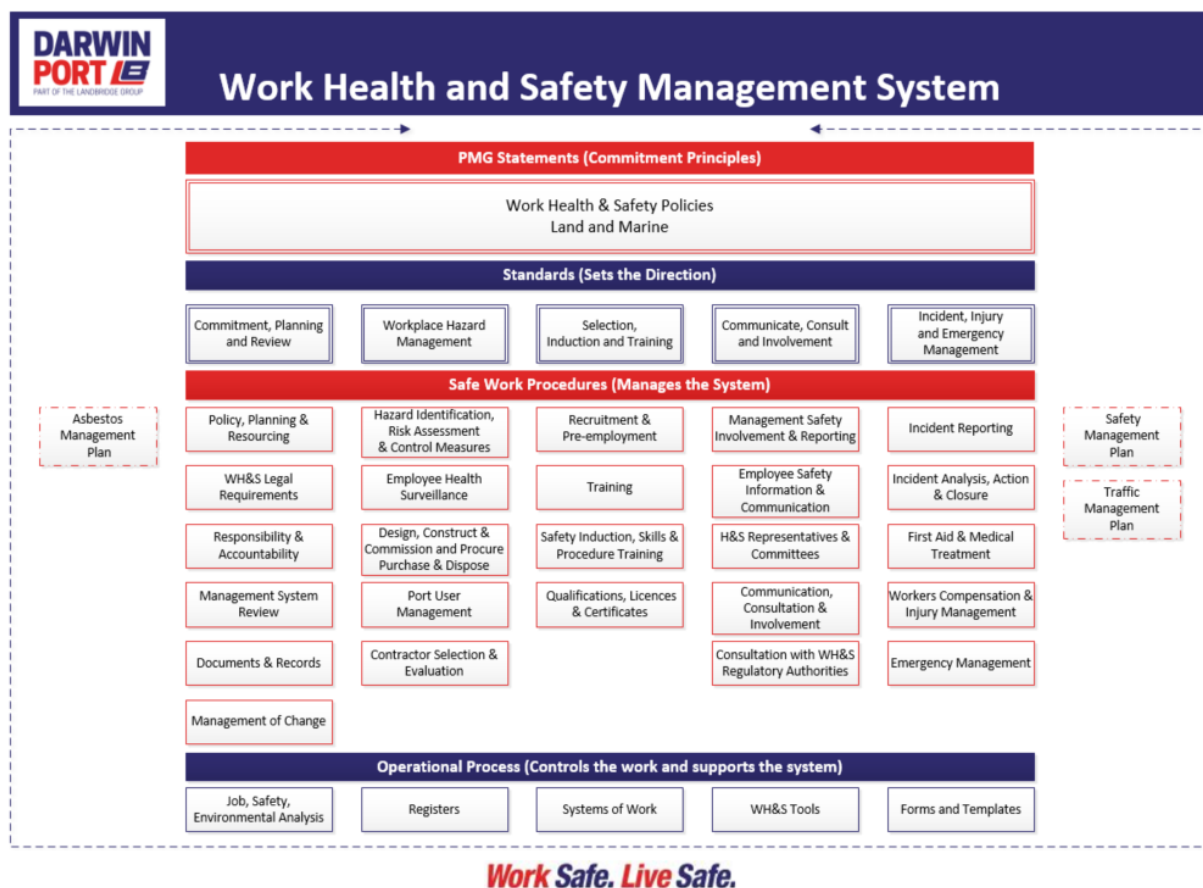 DARWIN
PORT
PART OF THE LANDBRIDGE GROUP
Work Health and Safety Management System
PMG Statements (Commitment Principles)
Work Health & Safety Policies
Land and Marine
Standards (Sets the Direction)
Commitment, Planning
and Review
Workplace Hazard
Management
Selection,
Induction and Training
Communicate, Consult
and Involvement
Incident, Injury
and Emergency
Management
Safe Work Procedures (Manages the System)
Asbestos
Management
Plan
Policy, Planning &
Resourcing
Hazard Identification,
Risk Assessment
& Control Measures
Recruitment &
Pre-employment
Management Safety
Involvement & Reporting
Incident Reporting
Safety
Management
Plan
WH&S Legal
Requirements
Employee Health
Surveillance
Training
Employee Safety
Information &
Communication
Incident Analysis, Action
& Closure
Traffic
Management
Plan
Responsibility &
Accountability
Design, Construct &
Commission and Procure
Purchase & Dispose
Safety Induction, Skills &
Procedure Training
H&S Representatives &
Committees
First Aid & Medical
Treatment
Management System
Review
Port User
Management
Qualifications, Licences
& Certificates
Communication,
Consultation &
Involvement
Workers Compensation &
Injury Management
Documents & Records
Contractor Selection &
Evaluation
Consultation with WH&S
Regulatory Authorities
Emergency Management
Management of Change
Operational Process (Controls the work and supports the system)
Job, Safety,
Environmental Analysis
Registers
Systems of Work
WH&S Tools
Forms and Templates
Work Safe. Live Safe.